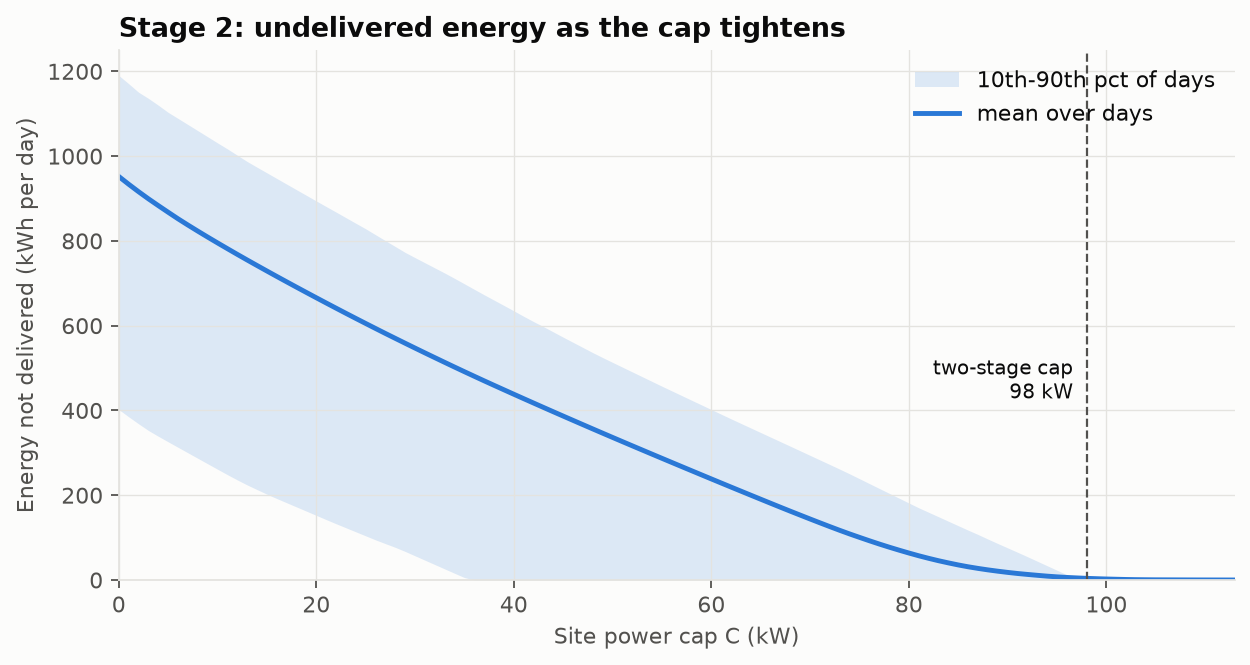 Stage 2: undelivered energy as the cap tightens
Energy not delivered (kWh per day)
1200
1000
800
600
400
200
0
10th-90th pct of days
mean over days
two-stage cap
98 kW
0 20 40 60 80 100
Site power cap C (kW)